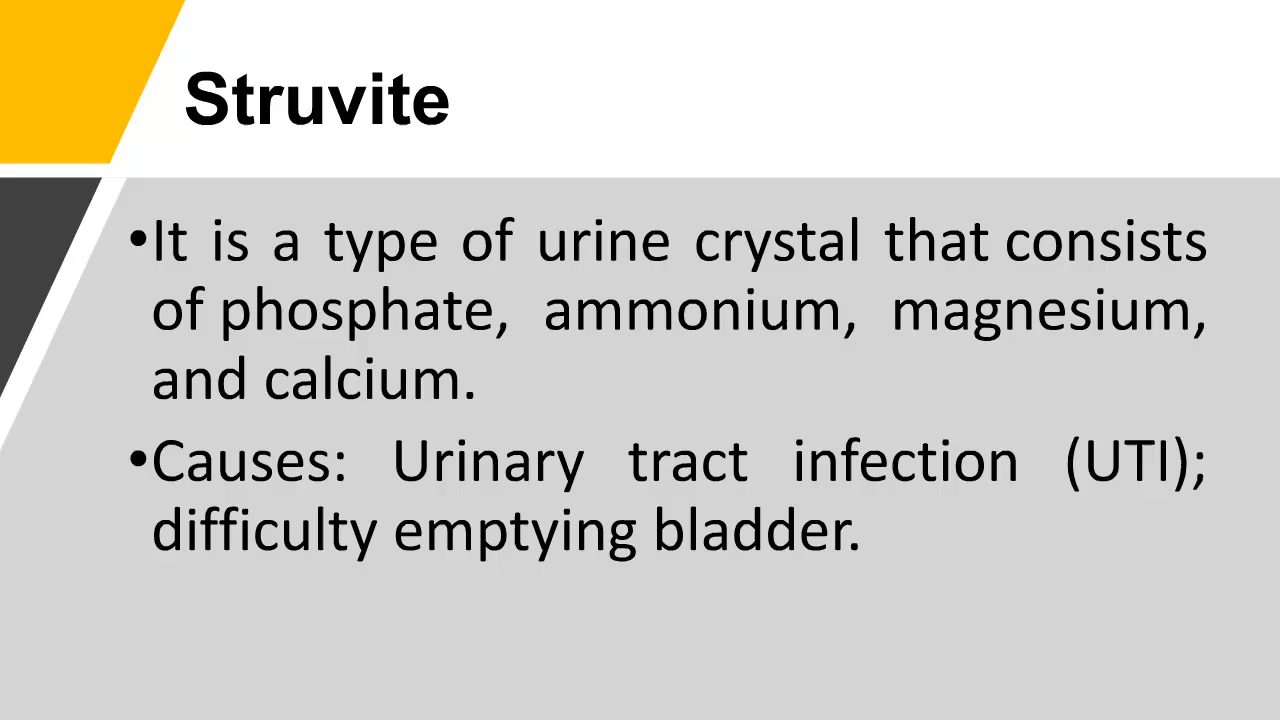 Struvite
•It is a type of urine crystal that consists
of phosphate, ammonium, magnesium,
and calcium.
•Causes: Urinary tract infection (UTI);
difficulty emptying bladder.